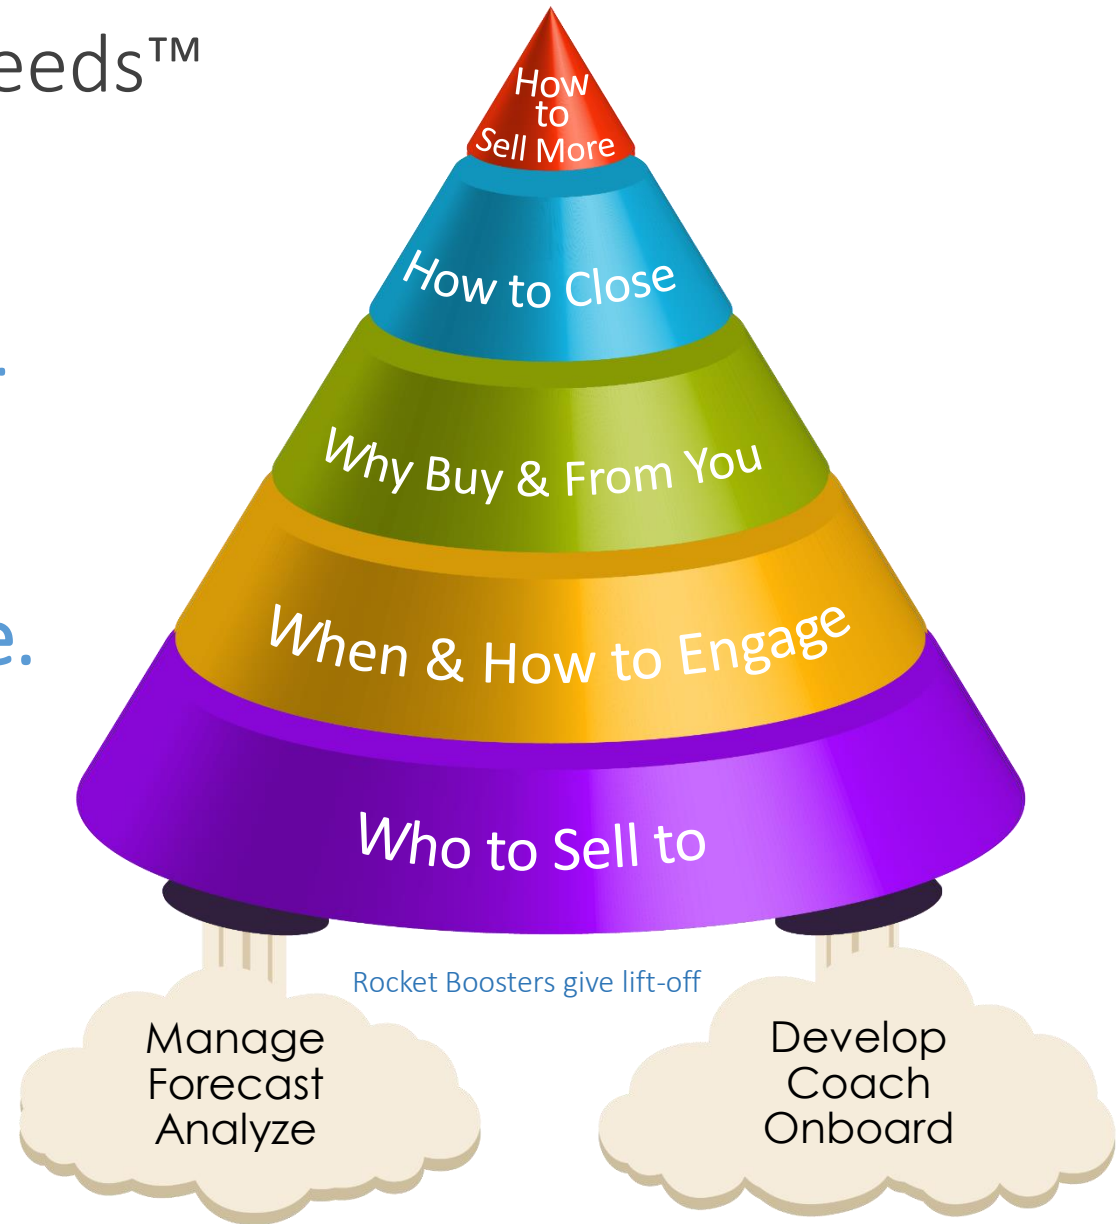 eeds™
How
to
Sell More
How to Close
.
Why Buy & From You
When & How to Engage
e.
Who to Sell to
Rocket Boosters give lift-off
Manage
Forecast
Analyze
Develop
Coach
Onboard